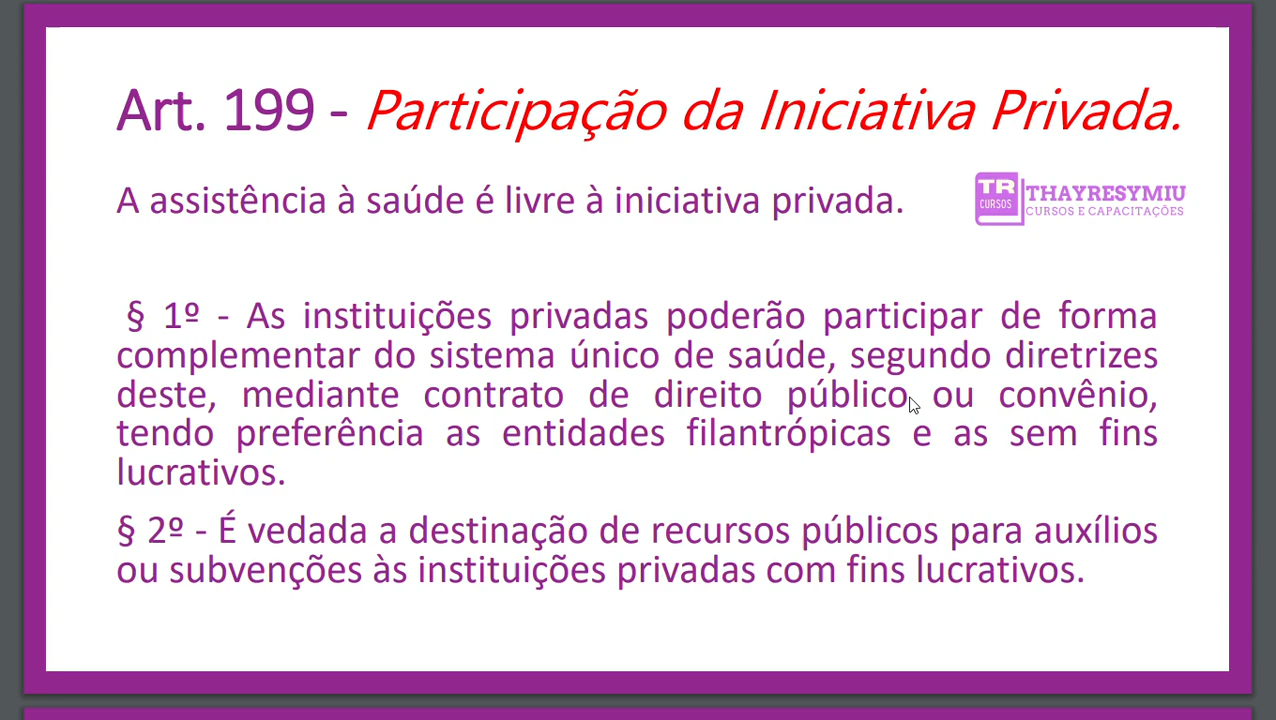 Art. 199 - Participação da Iniciativa Privada.
A assistência à saúde é livre à iniciativa privada.
TR
CURSOS
THAYRESYMIU
CURSOS E CAPACITAÇÕES
§ 1º - As instituições privadas poderão participar de forma
complementar do sistema único de saúde, segundo diretrizes
deste, mediante contrato de direito público ou convênio,
tendo preferência as entidades filantrópicas e as sem fins
lucrativos.
§ 2º - É vedada a destinação de recursos públicos para auxílios
ou subvenções às instituições privadas com fins lucrativos.